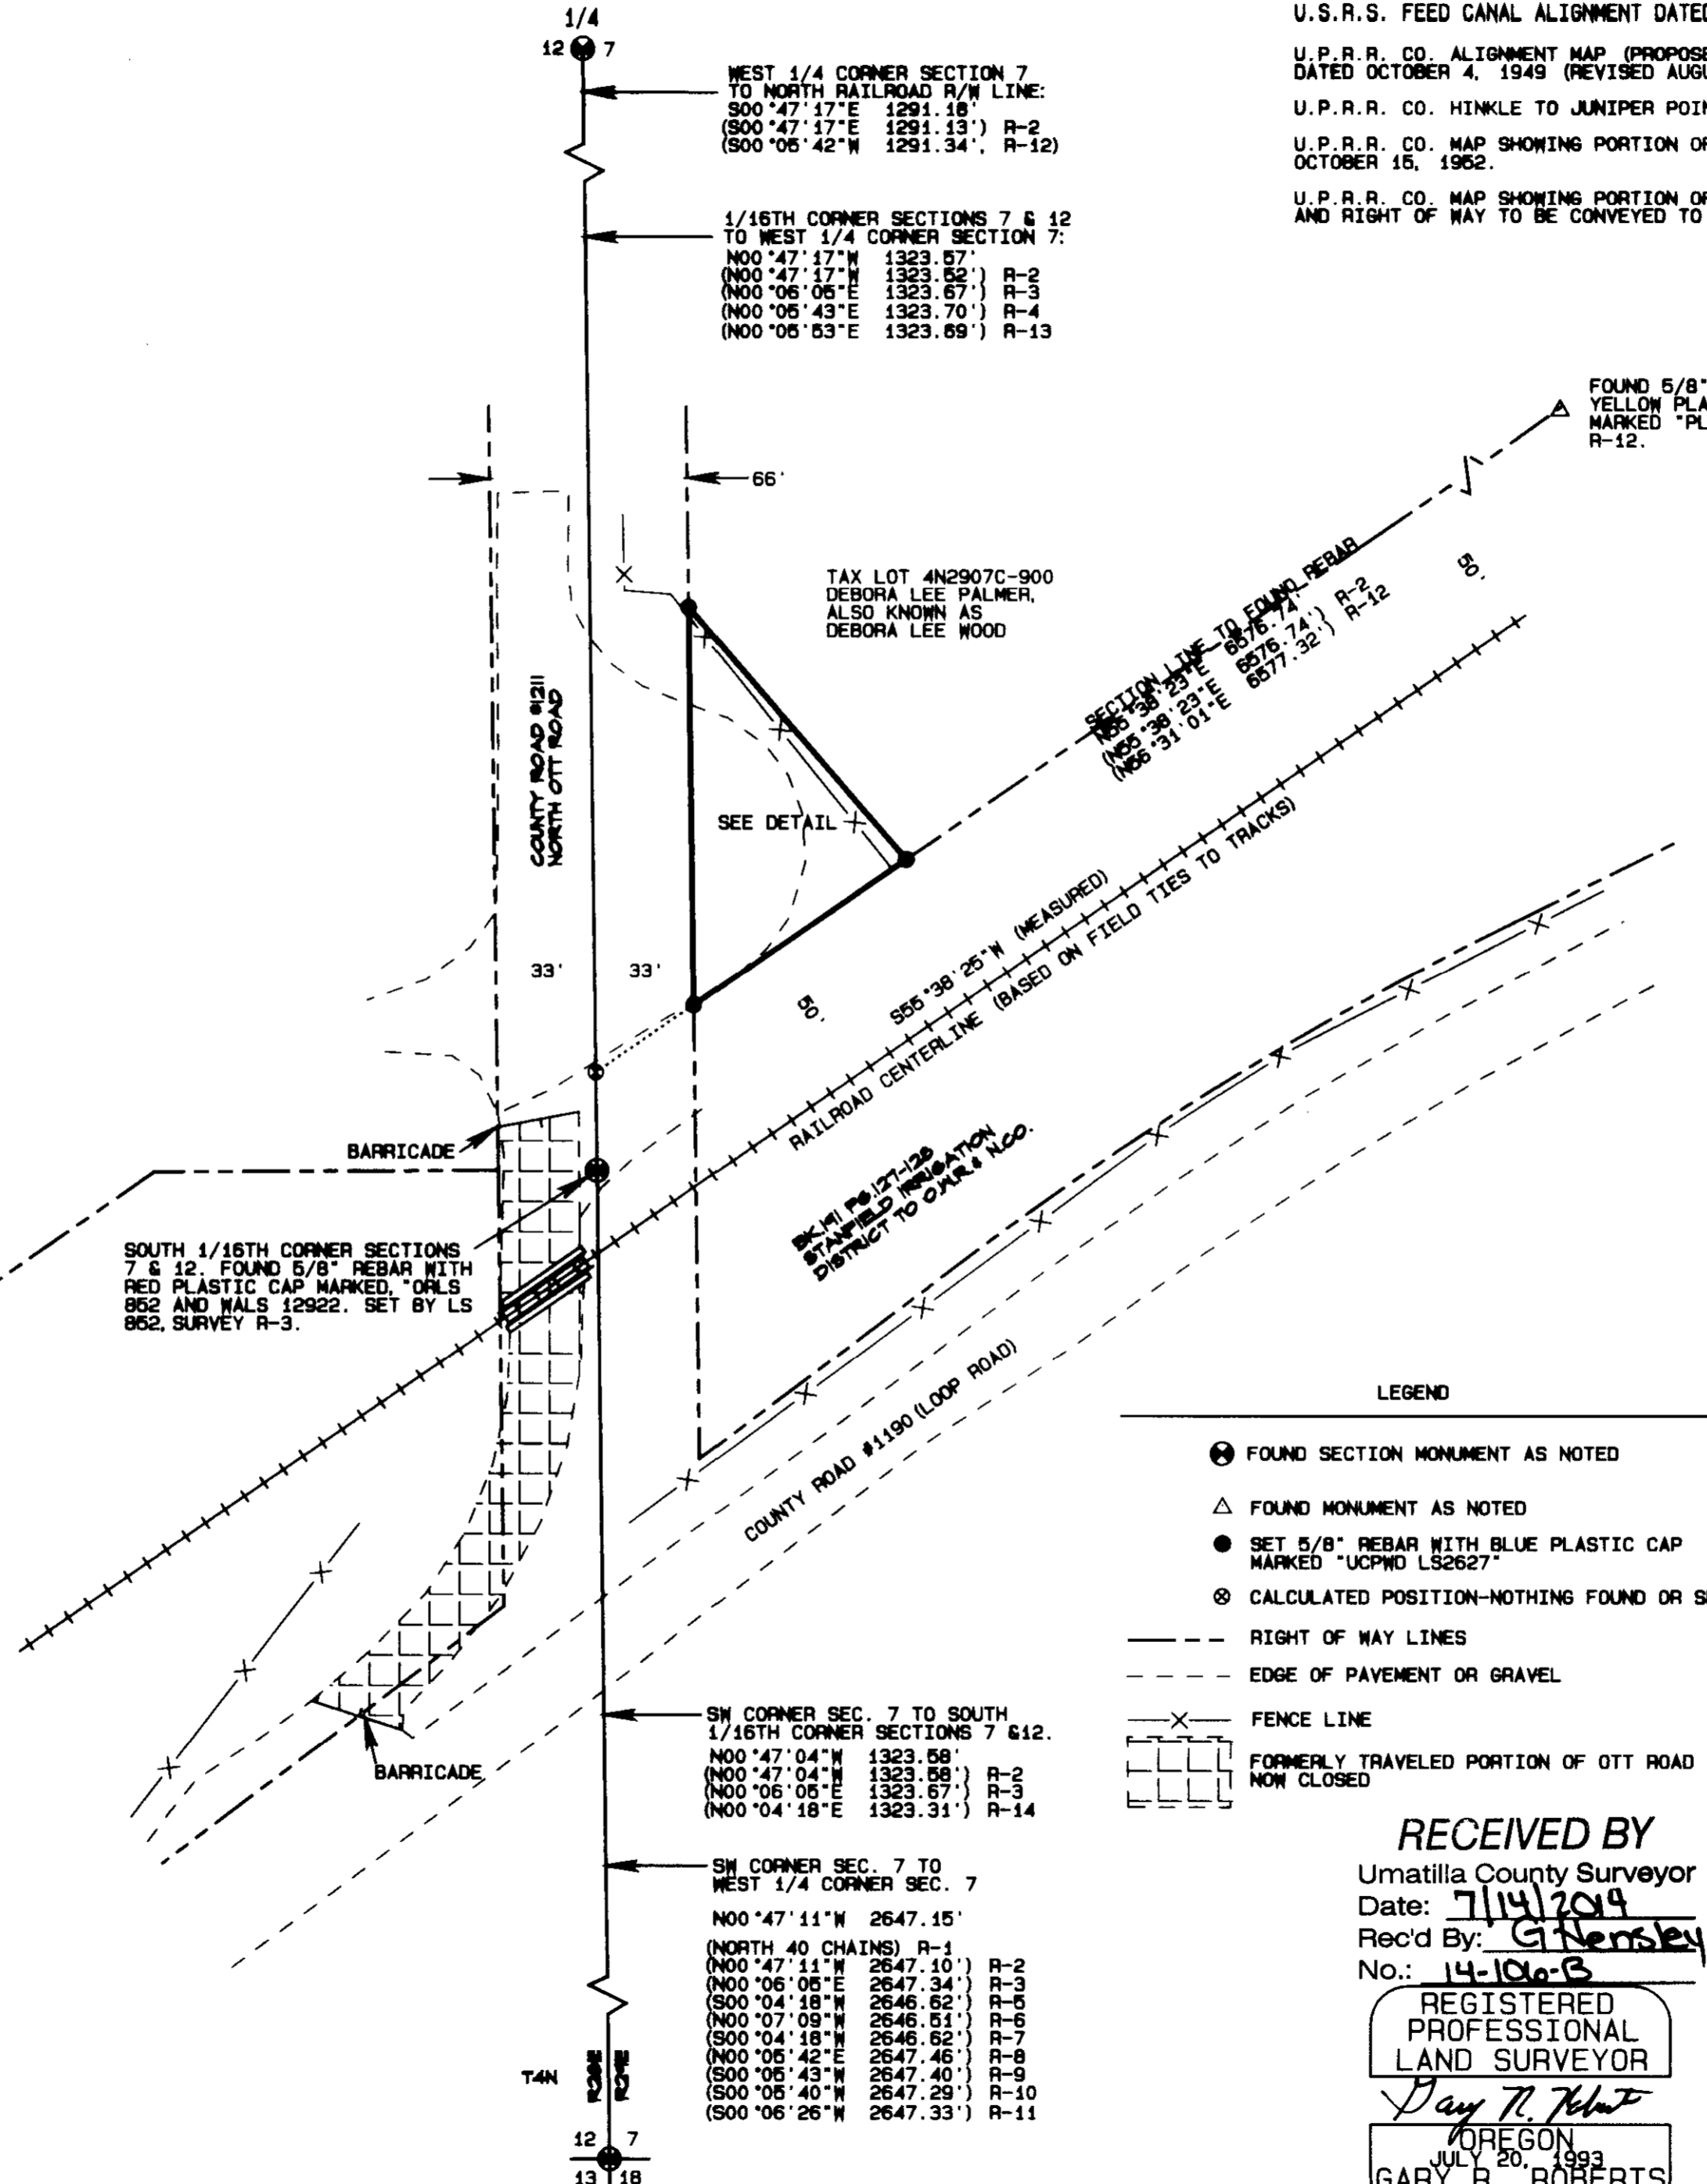 U.S.R.S. FEED CANAL ALIGNMENT DATED
U.P.R.R. CO. ALIGNMENT MAP (PROPOSE
DATED OCTOBER 4, 1949 (REVISED AUGU
U.P.R.R. CO. HINKLE TO JUNIPER POIN
U.P.R.R. CO. MAP SHOWING PORTION OF
OCTOBER 15, 1952.
U.P.R.R. CO. MAP SHOWING PORTION OF
AND RIGHT OF WAY TO BE CONVEYED TO
1/4
12 7
WEST 1/4 CORNER SECTION 7
TO NORTH RAILROAD R/W LINE:
S00°47'17"E 1291.18'
(S00°47'17"E 1291.13') R-2
(S00°05'42"W 1291.34', R-12)
1/16TH CORNER SECTIONS 7 & 12
TO WEST 1/4 CORNER SECTION 7:
N00°47'17"W 1323.57'
(N00°47'17"W 1323.52') R-2
(N00°06'05"E 1323.67') R-3
(N00°05'43"E 1323.70') R-4
(N00°05'53"E 1323.69') R-13
FOUND 5/8"
YELLOW PLA
MARKED "PL
R-12.
66'
TAX LOT 4N2907C-900
DEBORA LEE PALMER,
ALSO KNOWN AS
DEBORA LEE WOOD
SECTION LINE TO FOUND REBAR
N55°38'23"E 6576.74'
(N55°38'23"E 6576.74') R-2
(N56°31'01"E 6577.32') R-12
50'
COUNTY ROAD #1211
NORTH OTT ROAD
SEE DETAIL
33' 33'
50'
S55°38'25"W (MEASURED)
RAILROAD CENTERLINE (BASED ON FIELD TIES TO TRACKS)
BARRICADE
BK.141 PG.127-128
STANFIELD IRRIGATION
DISTRICT TO O.W.R.& N.CO.
SOUTH 1/16TH CORNER SECTIONS
7 & 12. FOUND 5/8" REBAR WITH
RED PLASTIC CAP MARKED, "ORLS
852 AND WALS 12922. SET BY LS
852, SURVEY R-3.
COUNTY ROAD #1190 (LOOP ROAD)
LEGEND
FOUND SECTION MONUMENT AS NOTED
FOUND MONUMENT AS NOTED
SET 5/8" REBAR WITH BLUE PLASTIC CAP
MARKED "UCPWD LS2627"
CALCULATED POSITION-NOTHING FOUND OR S
RIGHT OF WAY LINES
EDGE OF PAVEMENT OR GRAVEL
FENCE LINE
FORMERLY TRAVELED PORTION OF OTT ROAD
NOW CLOSED
BARRICADE
SW CORNER SEC. 7 TO SOUTH
1/16TH CORNER SECTIONS 7 &12.
N00°47'04"W 1323.58'
(N00°47'04"W 1323.58') R-2
(N00°06'05"E 1323.67') R-3
(N00°04'18"E 1323.31') R-14
SW CORNER SEC. 7 TO
WEST 1/4 CORNER SEC. 7
N00°47'11"W 2647.15'
(NORTH 40 CHAINS) R-1
(N00°47'11"W 2647.10') R-2
(N00°06'05"E 2647.34') R-3
(S00°04'18"W 2646.62') R-5
(N00°07'09"W 2646.51') R-6
(S00°04'18"W 2646.62') R-7
(N00°05'42"E 2647.46') R-8
(S00°05'43"W 2647.40') R-9
(S00°05'40"W 2647.29') R-10
(S00°06'26"W 2647.33') R-11
T4N
R28E
R29E
12 7
13 18
RECEIVED BY
Umatilla County Surveyor
Date: 7/14/2014
Rec'd By: G Hensley
No.: 14-106-B
REGISTERED
PROFESSIONAL
LAND SURVEYOR
OREGON
JULY 20, 1993
GARY R. ROBERTS